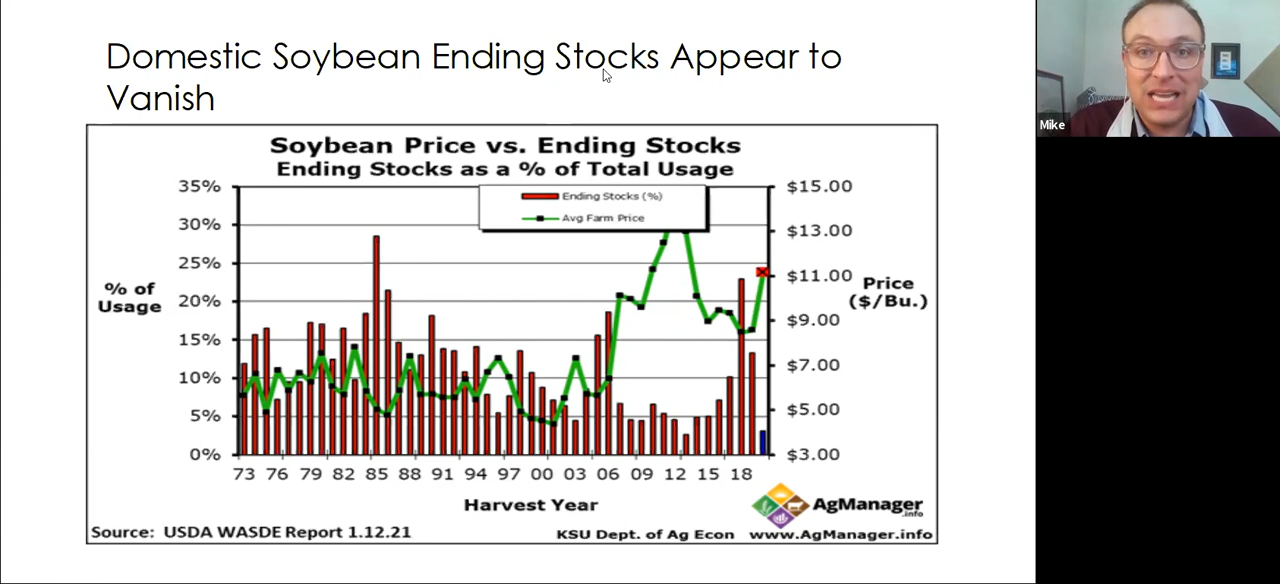 Domestic Soybean Ending Stocks Appear to
Vanish
Mike
Soybean Price vs. Ending Stocks
Ending Stocks as a % of Total Usage
35%
30%
25%
20%
15%
10%
5%
0%
% of
Usage
Ending Stocks (%)
Avg Farm Price
$15.00
$13.00
$11.00
$9.00
$7.00
$5.00
$3.00
Price
($/Bu.)
73 76 79 82 85 88 91 94 97 00 03 06 09 12 15 18
Harvest Year
AgManager
.info
Source: USDA WASDE Report 1.12.21
KSU Dept. of Ag Econ www.AgManager.info